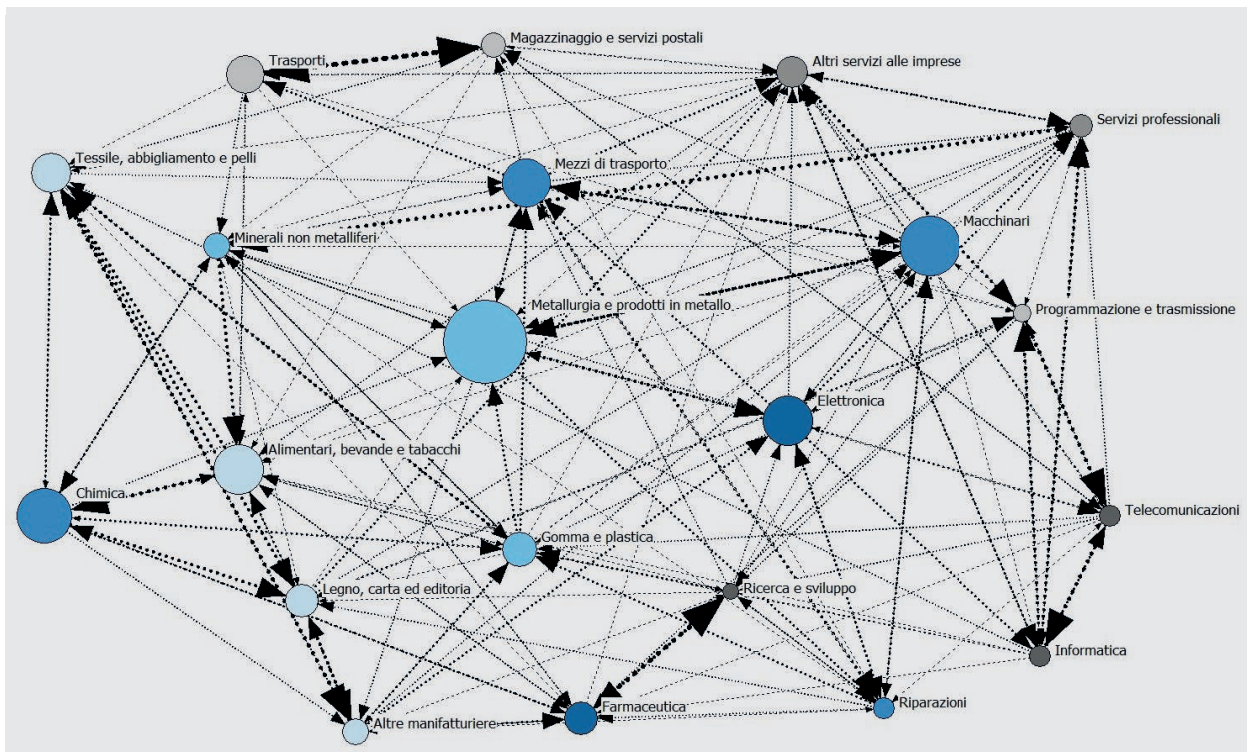 Magazzinaggio e servizi postali
Trasporti
Altri servizi alle imprese
Servizi professionali
Tessile, abbigliamento e pelli
Mezzi di trasporto
Macchinari
Minerali non metalliferi
Metallurgia e prodotti in metallo
Programmazione e trasmissione
Elettronica
Alimentari, bevande e tabacchi
Chimica
Telecomunicazioni
Gomma e plastica
Legno, carta ed editoria
Ricerca e sviluppo
Informatica
Riparazioni
Farmaceutica
Altre manifatturiere